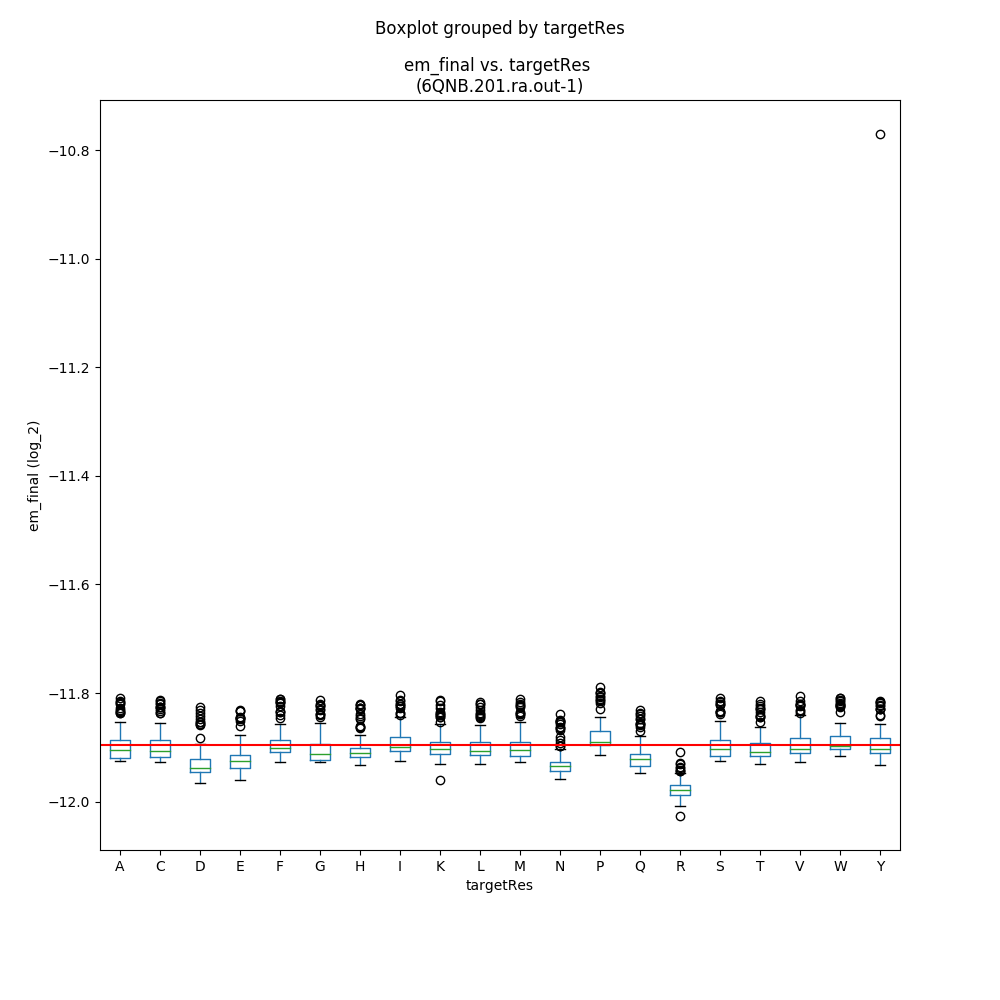 Boxplot grouped by targetRes
em_final vs. targetRes
(6QNB.201.ra.out-1)
−10.8
−11.0
−11.2
−11.4
−11.6
−11.8
−12.0
em_final (log_2)
A C D E F G H I K L M N P Q R S T V W Y
targetRes